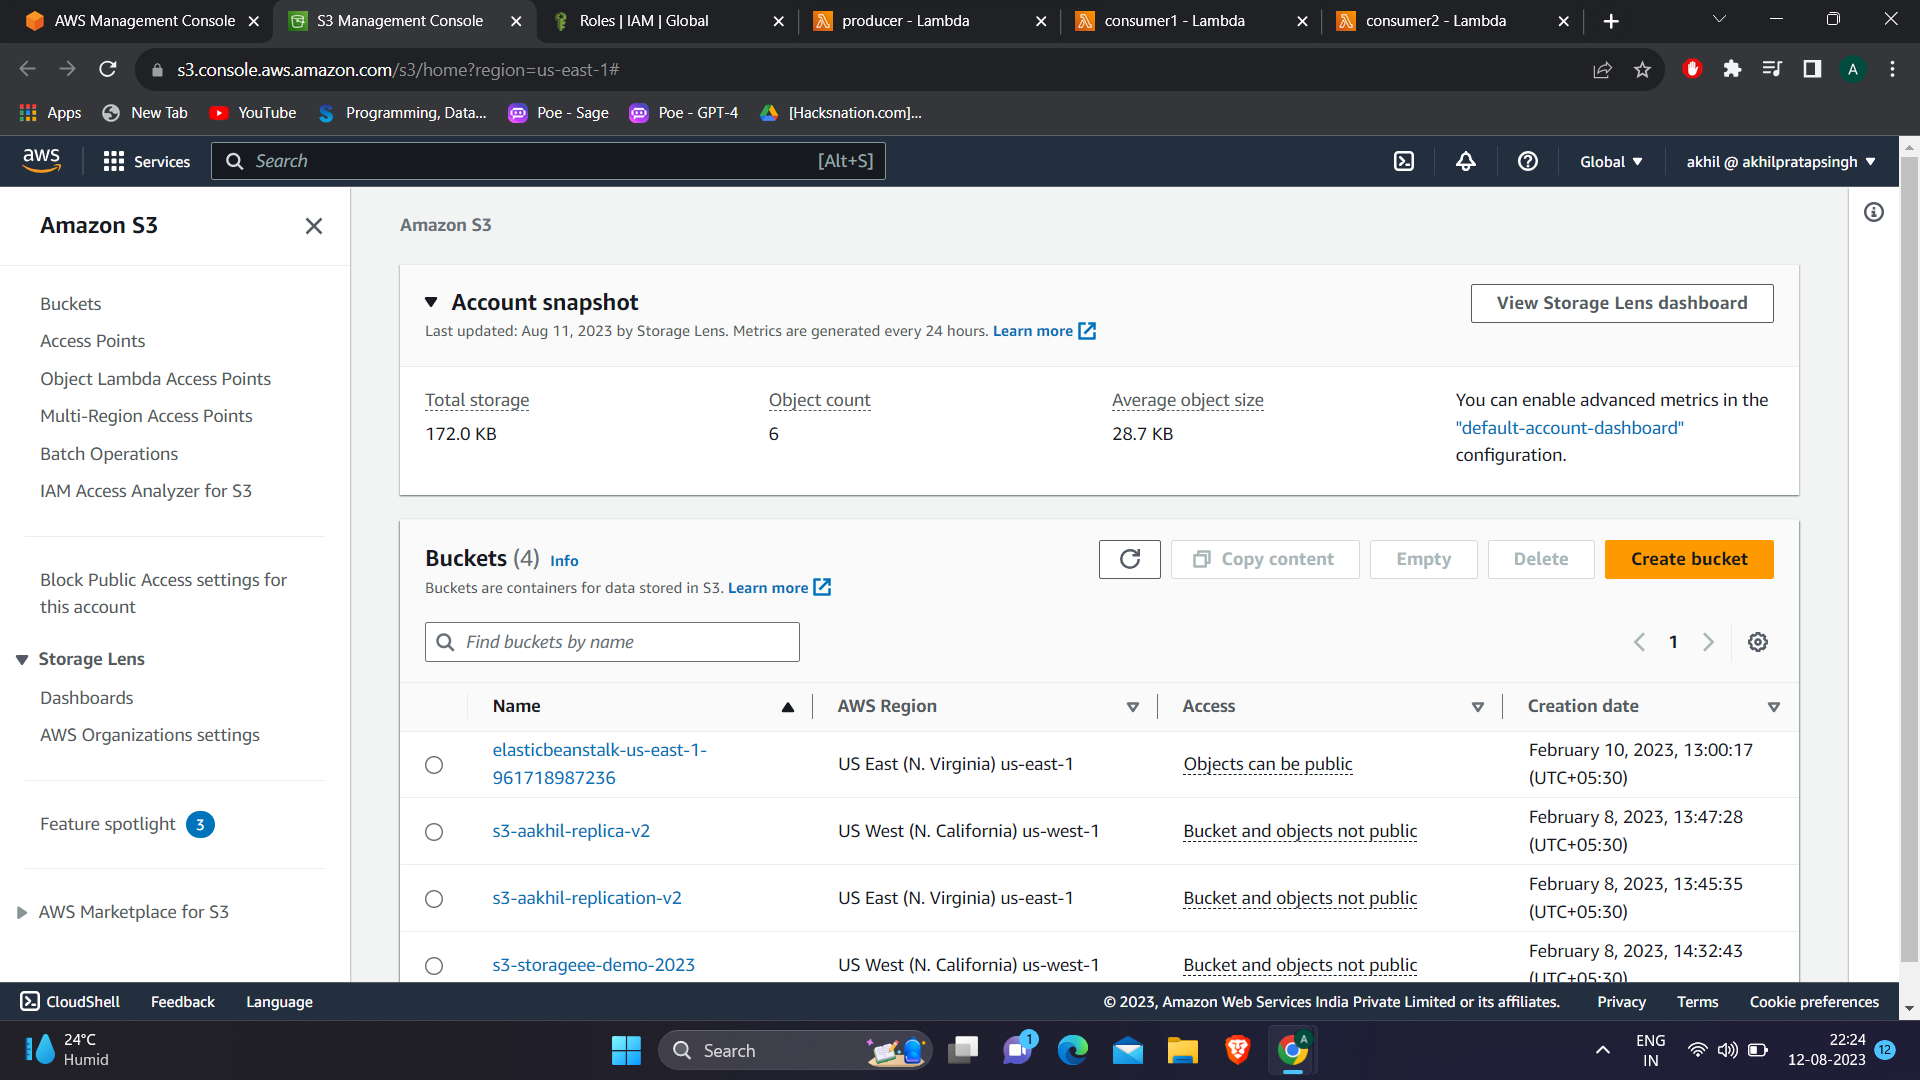 AWS Management Console
S3 Management Console
Roles | IAM | Global
producer - Lambda
consumer1 - Lambda
consumer2 - Lambda
s3.console.aws.amazon.com/s3/home?region=us-east-1#
A
Apps
New Tab
YouTube
Programming, Data...
Poe - Sage
Poe - GPT-4
[Hacksnation.com]...
aws
Services
Search
[Alt+S]
Global
akhil @ akhilpratapsingh
Amazon S3
Buckets
Access Points
Object Lambda Access Points
Multi-Region Access Points
Batch Operations
IAM Access Analyzer for S3
Block Public Access settings for
this account
Storage Lens
Dashboards
AWS Organizations settings
Feature spotlight 3
AWS Marketplace for S3
Amazon S3
Account snapshot
Last updated: Aug 11, 2023 by Storage Lens. Metrics are generated every 24 hours. Learn more
View Storage Lens dashboard
Total storage
172.0 KB
Object count
6
Average object size
28.7 KB
You can enable advanced metrics in the
"default-account-dashboard"
configuration.
Buckets (4) Info
Buckets are containers for data stored in S3. Learn more
Copy content
Empty
Delete
Create bucket
Find buckets by name
1
Name
AWS Region
Access
Creation date
elasticbeanstalk-us-east-1-
961718987236
US East (N. Virginia) us-east-1
Objects can be public
February 10, 2023, 13:00:17
(UTC+05:30)
s3-aakhil-replica-v2
US West (N. California) us-west-1
Bucket and objects not public
February 8, 2023, 13:47:28
(UTC+05:30)
s3-aakhil-replication-v2
US East (N. Virginia) us-east-1
Bucket and objects not public
February 8, 2023, 13:45:35
(UTC+05:30)
s3-storageee-demo-2023
US West (N. California) us-west-1
Bucket and objects not public
February 8, 2023, 14:32:43
(UTC+05:30)
CloudShell
Feedback
Language
© 2023, Amazon Web Services India Private Limited or its affiliates.
Privacy
Terms
Cookie preferences
24°C
Humid
Search
1
A
ENG
IN
22:24
12-08-2023
12